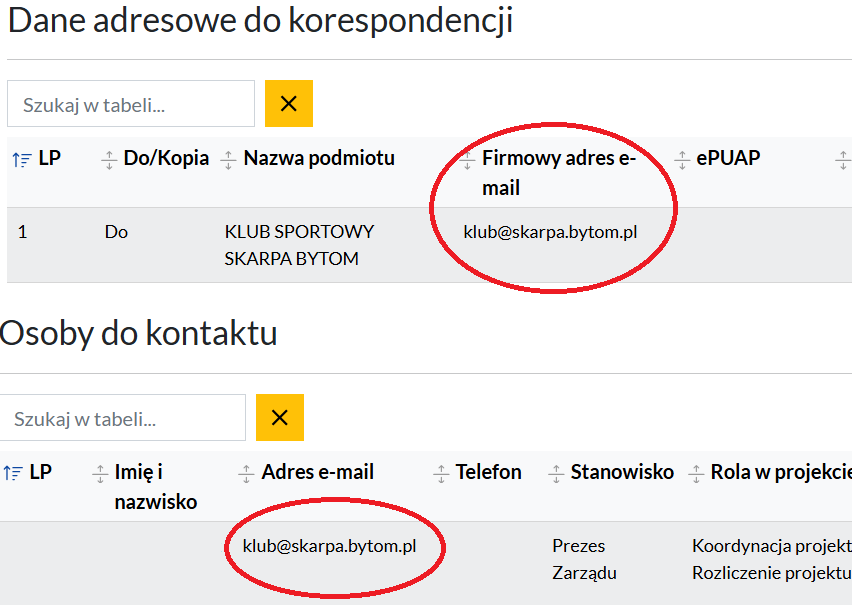 Dane adresowe do korespondencji
Szukaj w tabeli...
LP Do/Kopia Nazwa podmiotu Firmowy adres e-
mail ePUAP
1 Do KLUB SPORTOWY klub@skarpa.bytom.pl
SKARPA BYTOM
Osoby do kontaktu
Szukaj w tabeli...
LP Imię i Adres e-mail Telefon Stanowisko Rola w projekcie
nazwisko
klub@skarpa.bytom.pl Prezes Koordynacja projekt
Zarządu Rozliczenie projektu